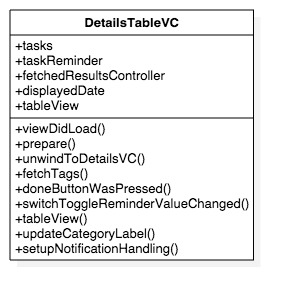 DetailsTableVC
+tasks
+taskReminder
+fetchedResultsController
+displayedDate
+tableView
+viewDidLoad()
+prepare()
+unwindToDetailsVC()
+fetchTags()
+doneButtonWasPressed()
+switchToggleReminderValueChanged()
+tableView()
+updateCategoryLabel()
+setupNotificationHandling()